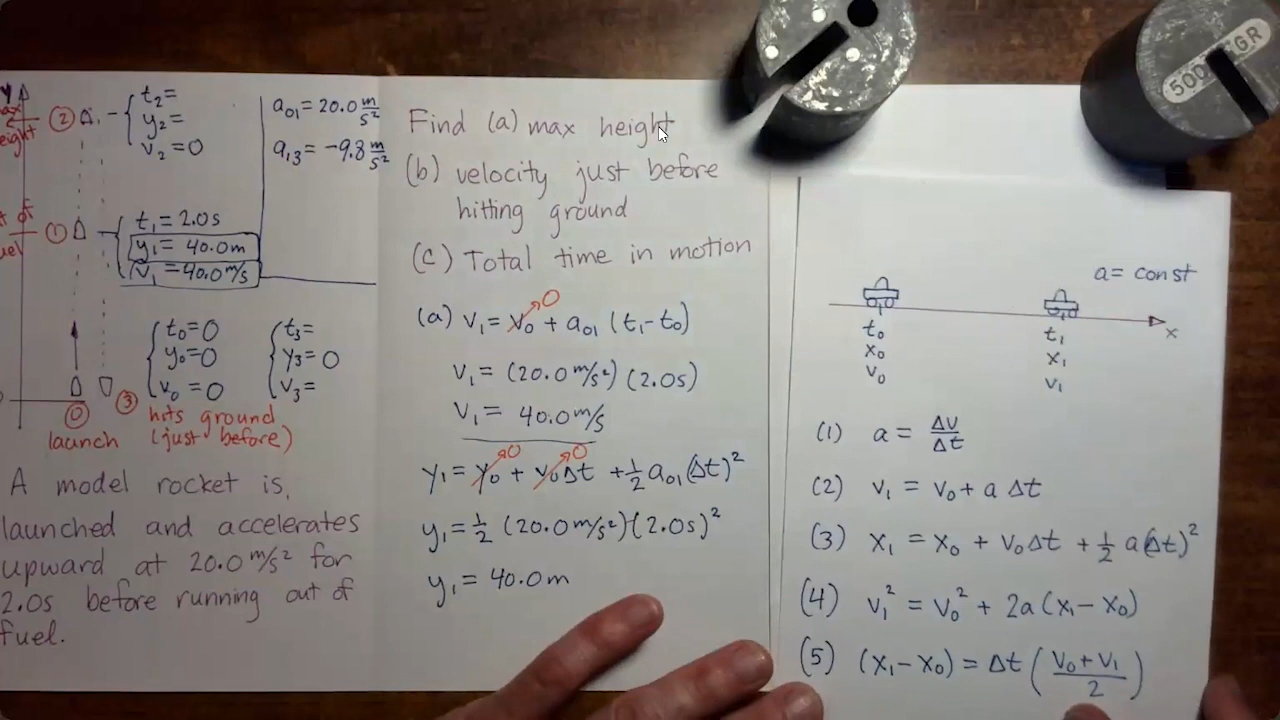 Y
②
t₂=
y₂=
v₂ = 0
a₀₁ = 20.0 m/s²
a₁₃ = -9.8 m/s²
①
t₁ = 2.0s
y₁ = 40.0m
v₁ = 40.0 m/s
t₀=0
y₀=0
v₀ = 0
t₃=
y₃= 0
v₃=
⓪
launch
③ hits ground
(just before)
A model rocket is
launched and accelerates
upward at 20.0 m/s² for
2.0s before running out of
fuel.
Find (a) max height
(b) velocity just before
hitting ground
(c) Total time in motion
(a) v₁ = v₀ + a₀₁ (t₁-t₀)
0
v₁ = (20.0 m/s²)(2.0s)
v₁ = 40.0 m/s
0 0
y₁ = y₀ + v₀Δt + ½ a₀₁ (Δt)²
y₁ = ½ (20.0 m/s²)(2.0s)²
y₁ = 40.0m
500 GR
a = const
x
t₀
x₀
v₀
t₁
x₁
v₁
(1) a = Δv/Δt
(2) v₁ = v₀ + a Δt
(3) x₁ = x₀ + v₀Δt + ½ a(Δt)²
(4) v₁² = v₀² + 2a(x₁ - x₀)
(5) (x₁ - x₀) = Δt ((v₀ + v₁)/2)